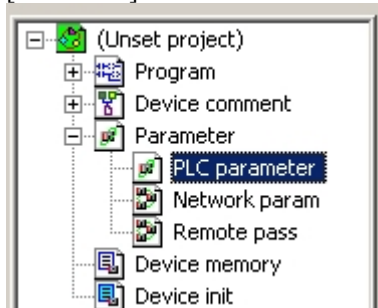 (Unset project)
Program
Device comment
Parameter
PLC parameter
Network param
Remote pass
Device memory
Device init